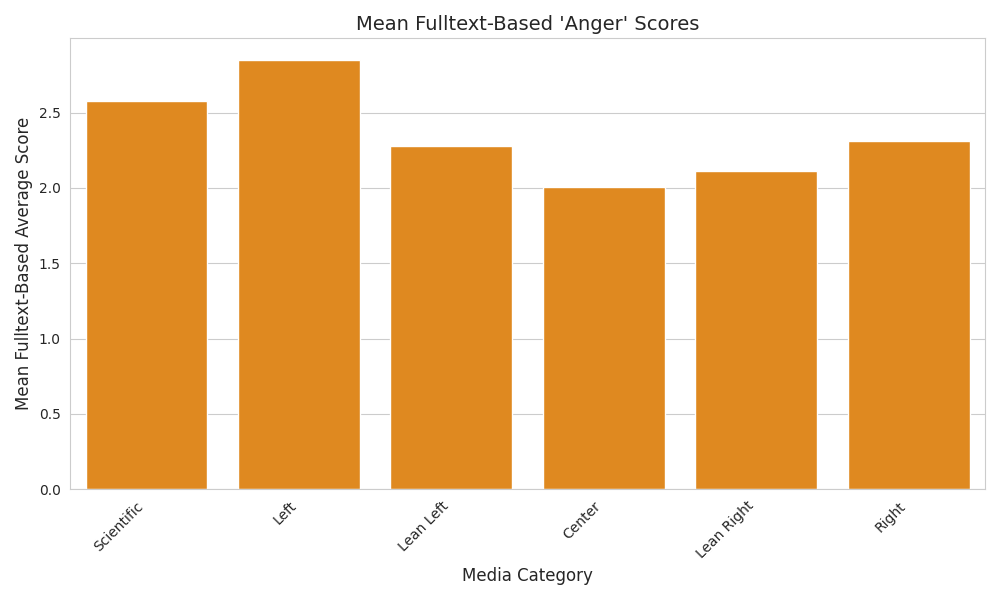 Mean Fulltext-Based 'Anger' Scores
Mean Fulltext-Based Average Score
2.5
2.0
1.5
1.0
0.5
0.0
Scientific
Left
Lean Left
Center
Lean Right
Right
Media Category